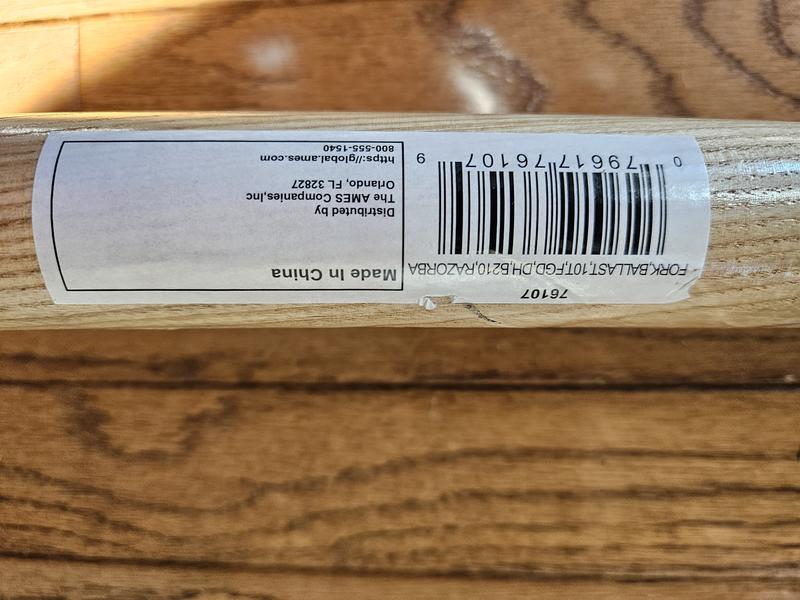 76107
FORK,BALLAST,10T,FGD,DH,B210,RAZORBA
0 79617 76107 9
Made In China
Distributed by
The AMES Companies,Inc
Orlando, FL 32827
https://global.ames.com
800-555-1540